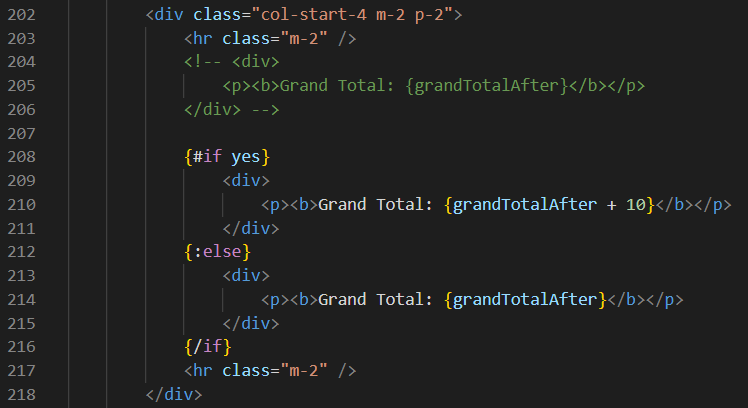 202 <div class="col-start-4 m-2 p-2">
203 <hr class="m-2" />
204 <!-- <div>
205 <p><b>Grand Total: {grandTotalAfter}</b></p>
206 </div> -->
207
208 {#if yes}
209 <div>
210 <p><b>Grand Total: {grandTotalAfter + 10}</b></p>
211 </div>
212 {:else}
213 <div>
214 <p><b>Grand Total: {grandTotalAfter}</b></p>
215 </div>
216 {/if}
217 <hr class="m-2" />
218 </div>